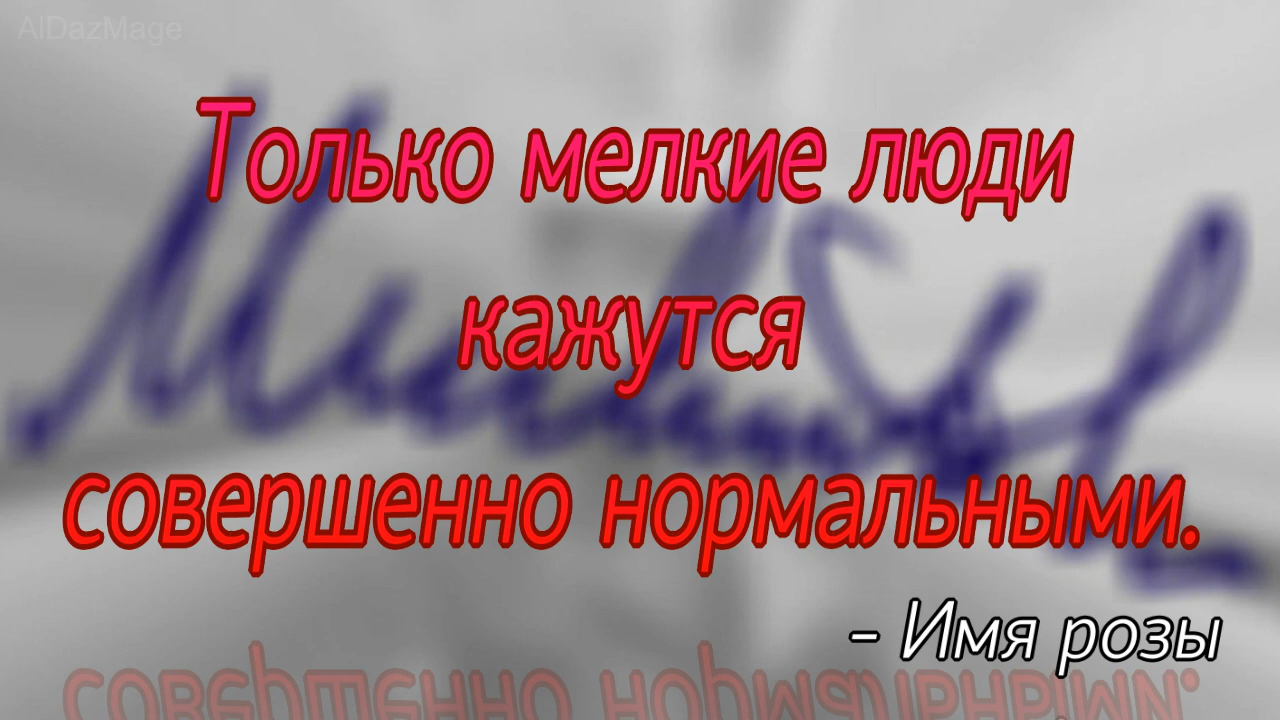 AlDazMage
Только мелкие люди
кажутся
совершенно нормальными.
- Имя розы